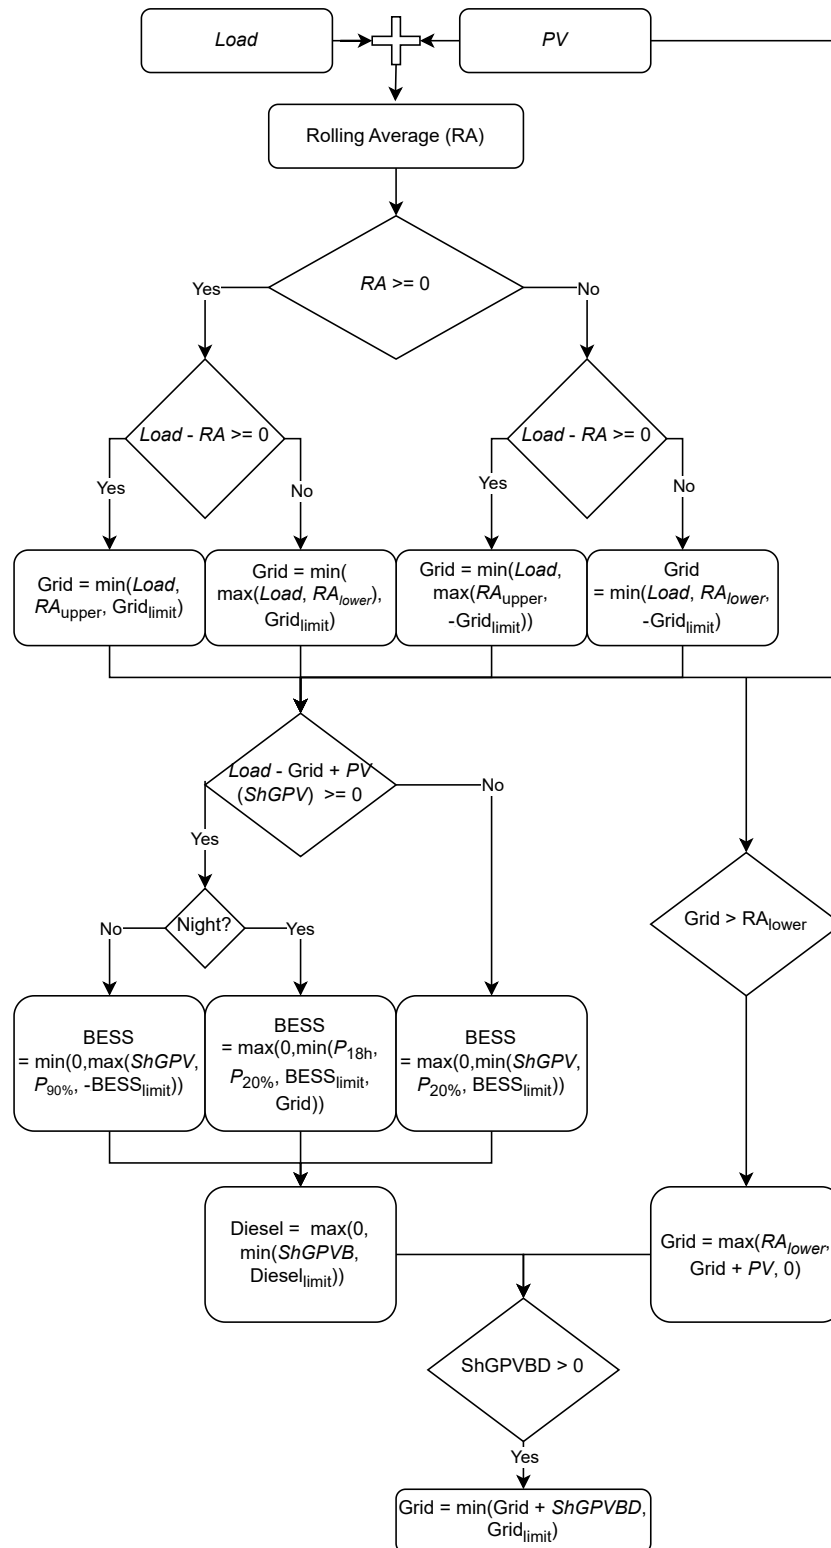 Load
PV
Rolling Average (RA)
RA >= 0
Yes
No
Load - RA >= 0
Load - RA >= 0
Yes
No
Yes
No
Grid = min(Load,
RAupper, Gridlimit)
Grid = min(
max(Load, RAlower),
Gridlimit)
Grid = min(Load,
max(RAupper,
-Gridlimit))
Grid
= min(Load, RAlower,
-Gridlimit)
Load - Grid + PV
(ShGPV) >= 0
No
Yes
Night?
No
Yes
Grid > RAlower
BESS
= min(0,max(ShGPV,
P90%, -BESSlimit))
BESS
= max(0,min(P18h,
P20%, BESSlimit,
Grid))
BESS
= max(0,min(ShGPV,
P20%, BESSlimit))
Diesel = max(0,
min(ShGPVB,
Diesellimit))
Grid = max(RAlower,
Grid + PV, 0)
ShGPVBD > 0
Yes
Grid = min(Grid + ShGPVBD,
Gridlimit)